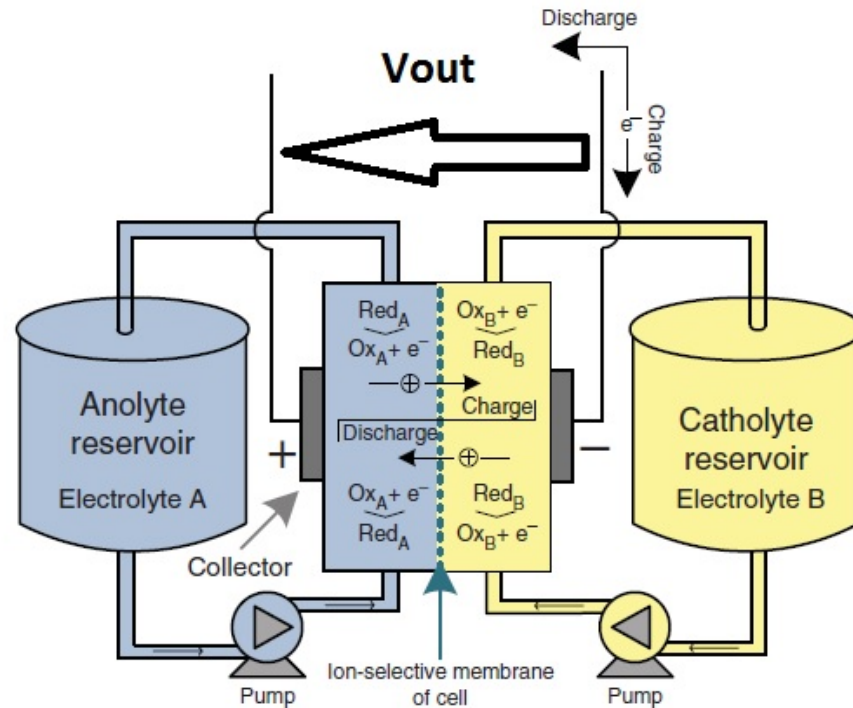 Discharge
Vout
e⁻
Charge
Red_A
Ox_A + e⁻
Ox_B + e⁻
Red_B
⊕
Charge
Discharge
⊕
Ox_A + e⁻
Red_A
Red_B
Ox_B + e⁻
+
−
Anolyte
reservoir
Electrolyte A
Catholyte
reservoir
Electrolyte B
Collector
Pump
Ion-selective membrane
of cell
Pump